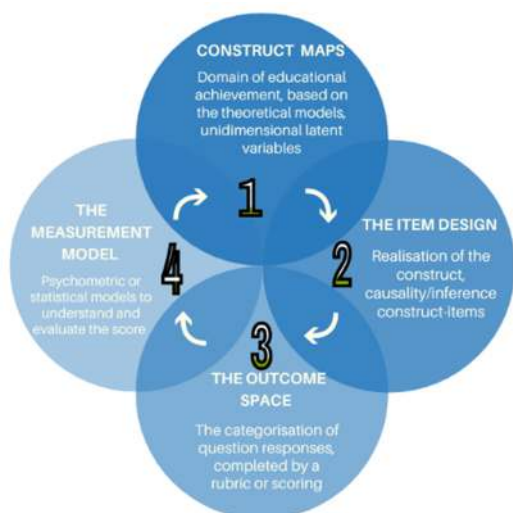 CONSTRUCT MAPS
Domain of educational
achievement, based on
the theoretical models,
unidimensional latent
variables
1
THE ITEM DESIGN
Realisation of the
construct,
causality/inference
construct-items
2
3
THE OUTCOME
SPACE
The categorisation of
question responses,
completed by a
rubric or scoring
THE
MEASUREMENT
MODEL
Psychometric or
statistical models to
understand and
evaluate the score
4